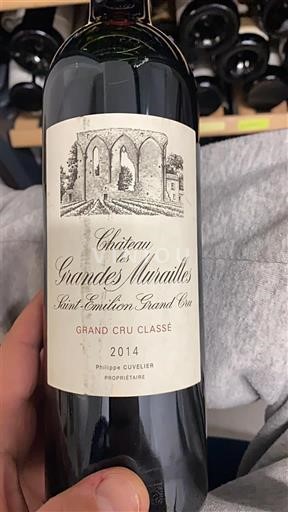 Château
les
Grandes Murailles
Saint-Emilion Grand Cru
GRAND CRU CLASSÉ
2014
Philippe CUVELIER
PROPRIÉTAIRE